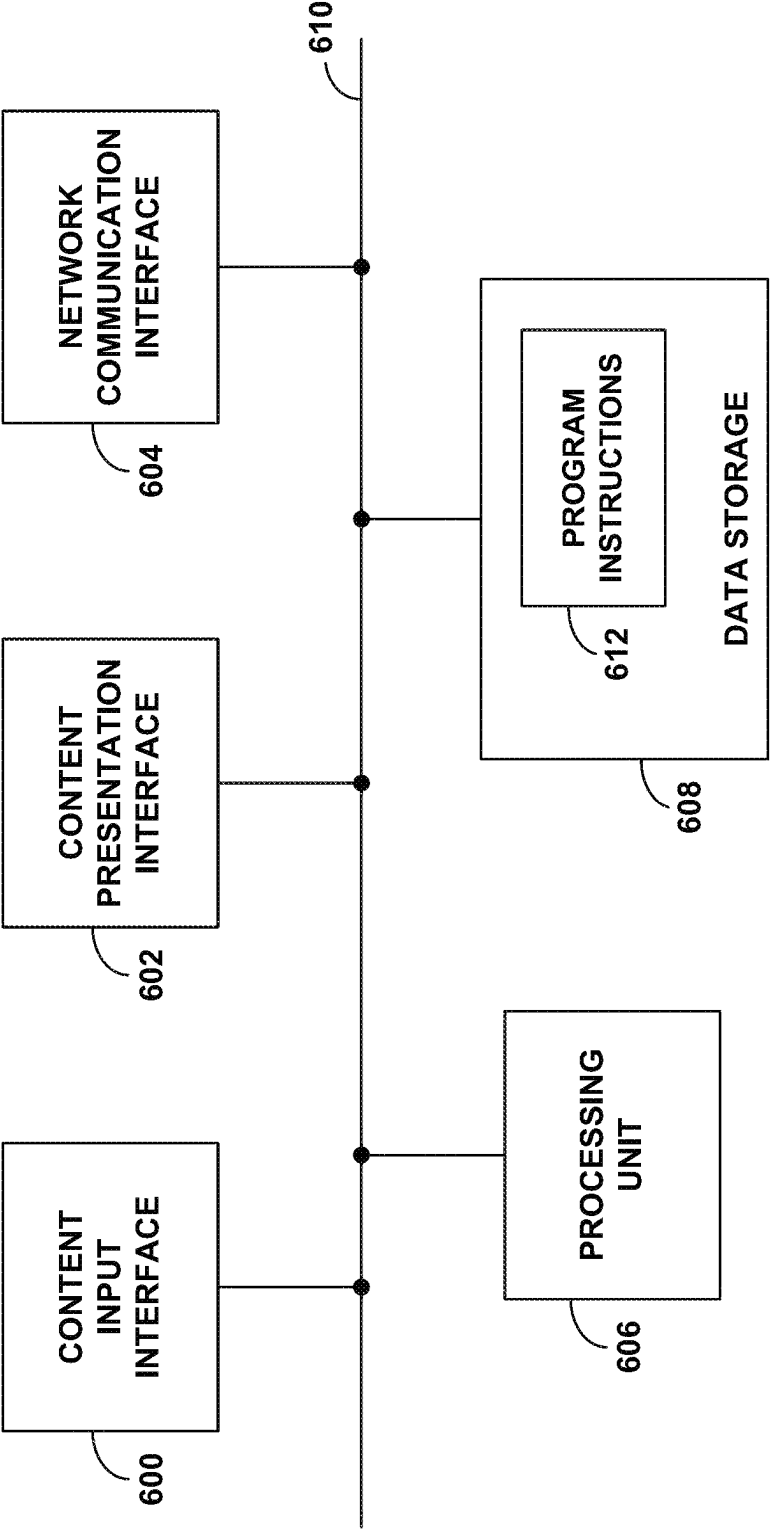 CONTENT
INPUT
INTERFACE
600
CONTENT
PRESENTATION
INTERFACE
602
NETWORK
COMMUNICATION
INTERFACE
604
610
PROCESSING
UNIT
606
PROGRAM
INSTRUCTIONS
612
DATA STORAGE
608